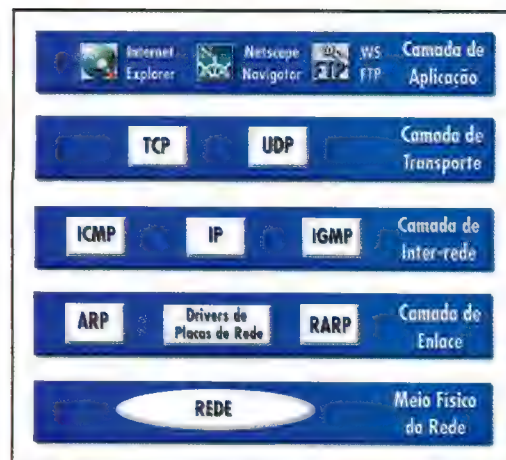 Internet Explorer
Netscape Navigator
FTP
WS FTP
Camada de Aplicação
TCP
UDP
Camada de Transporte
ICMP
IP
IGMP
Camada de Inter-rede
ARP
Drivers de Placas de Rede
RARP
Camada de Enlace
REDE
Meio Físico da Rede